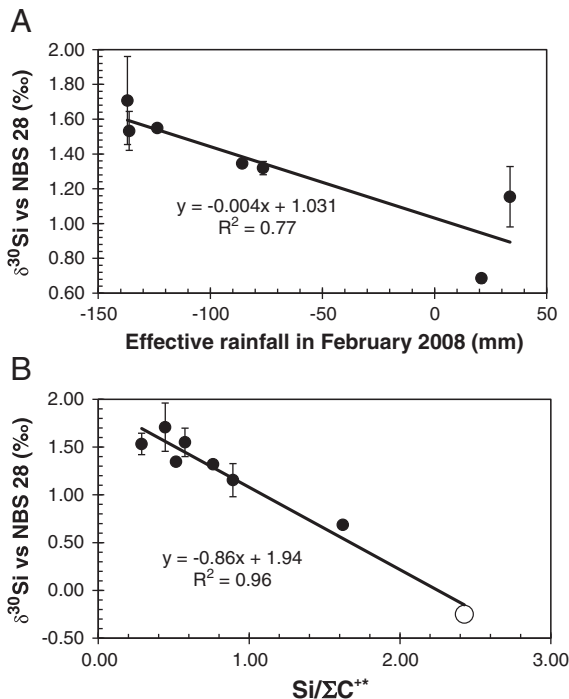 A
δ³⁰Si vs NBS 28 (‰)
2.00
1.80
1.60
1.40
1.20
1.00
0.80
0.60
y = -0.004x + 1.031
R² = 0.77
-150 -100 -50 0 50
Effective rainfall in February 2008 (mm)
B
δ³⁰Si vs NBS 28 (‰)
2.00
1.50
1.00
0.50
0.00
-0.50
y = -0.86x + 1.94
R² = 0.96
0.00 1.00 2.00 3.00
Si/ΣC⁺*